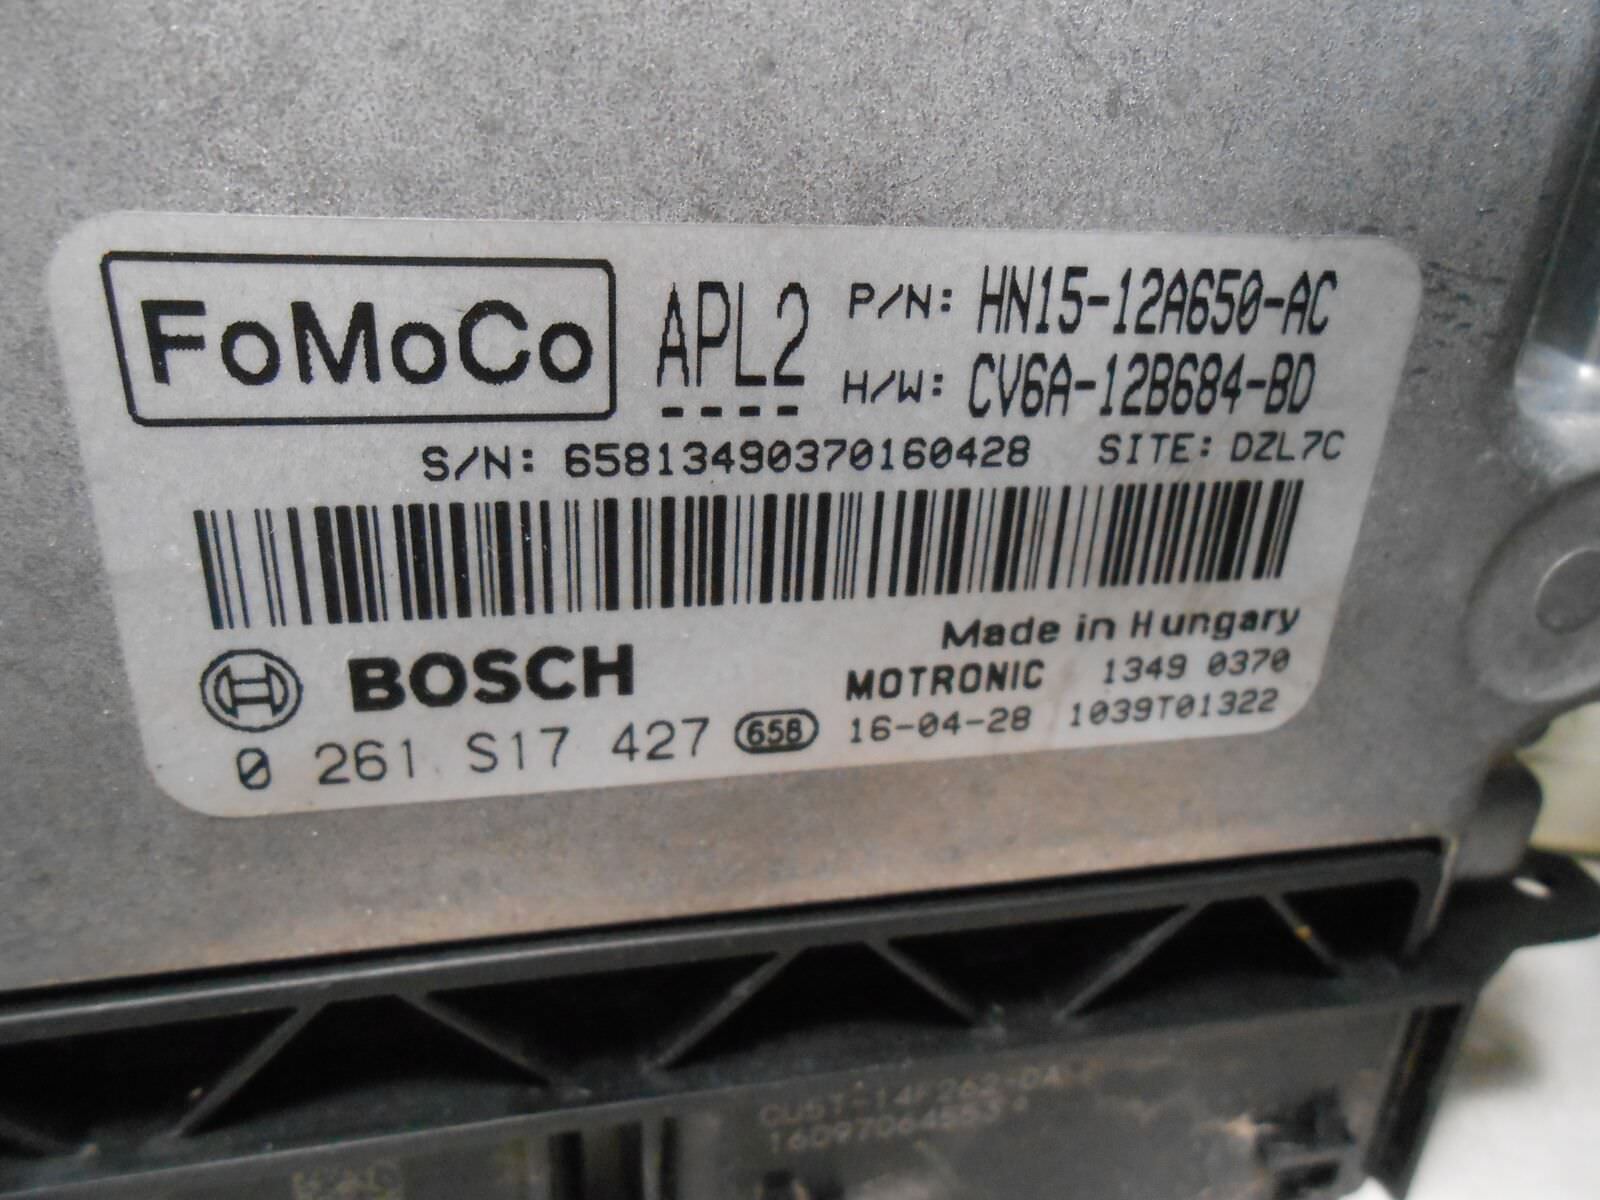 FoMoCo APL2 P/N: HN15-12A650-AC
H/W: CV6A-12B684-BD
S/N: 65813490370160428 SITE: DZL7C
Made in Hungary
BOSCH MOTRONIC 1349 0370
0 261 S17 427 658 16-04-28 1039T01322